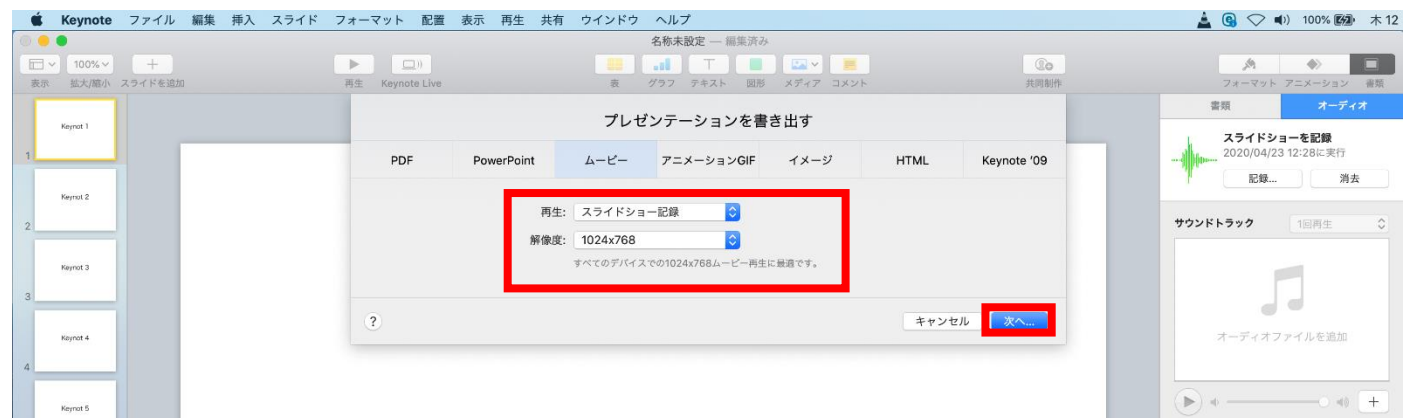 Keynote ファイル 編集 挿入 スライド フォーマット 配置 表示 再生 共有 ウインドウ ヘルプ 100% 木 12
名称未設定 — 編集済み
100%
表示 拡大/縮小 スライドを追加 再生 Keynote Live 表 グラフ テキスト 図形 メディア コメント 共同制作 フォーマット アニメーション 書類
書類 オーディオ
プレゼンテーションを書き出す
PDF PowerPoint ムービー アニメーションGIF イメージ HTML Keynote '09
再生: スライドショー記録
解像度: 1024x768
すべてのデバイスでの1024x768ムービー再生に最適です。
? キャンセル 次へ...
Keynot 1
1
Keynot 2
2
Keynot 3
3
Keynot 4
4
Keynot 5
スライドショーを記録
2020/04/23 12:28に実行
記録... 消去
サウンドトラック 1回再生
オーディオファイルを追加